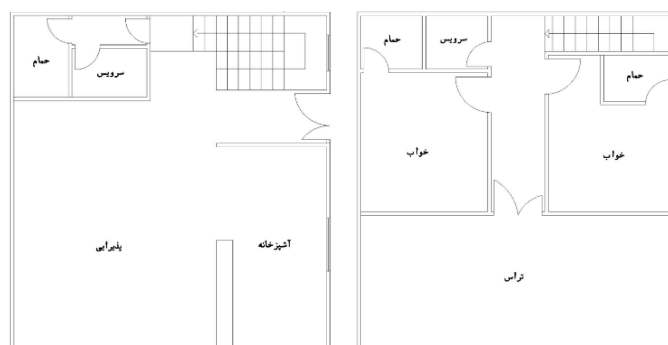 حمام
سرویس
پذیرایی
آشپزخانه
حمام
سرویس
حمام
خواب
خواب
تراس